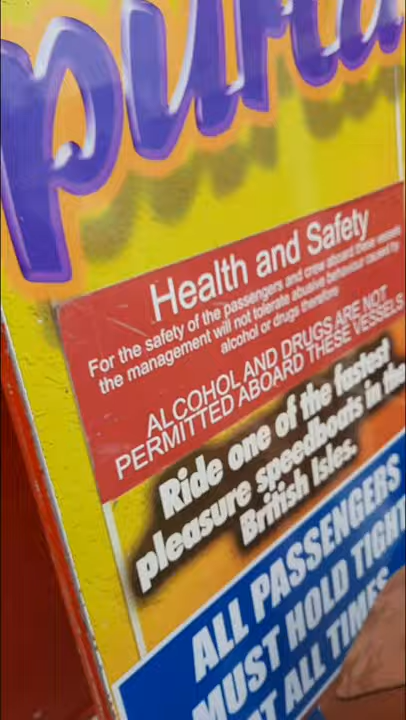 Health and Safety
For the safety of the passengers and crew aboard these vessels
the management will not tolerate abusive behaviour caused by
alcohol or drugs therefore
ALCOHOL AND DRUGS ARE NOT
PERMITTED ABOARD THESE VESSELS
Ride one of the fastest
pleasure speedboats in the
British Isles.
ALL PASSENGERS
MUST HOLD TIGHT
AT ALL TIMES